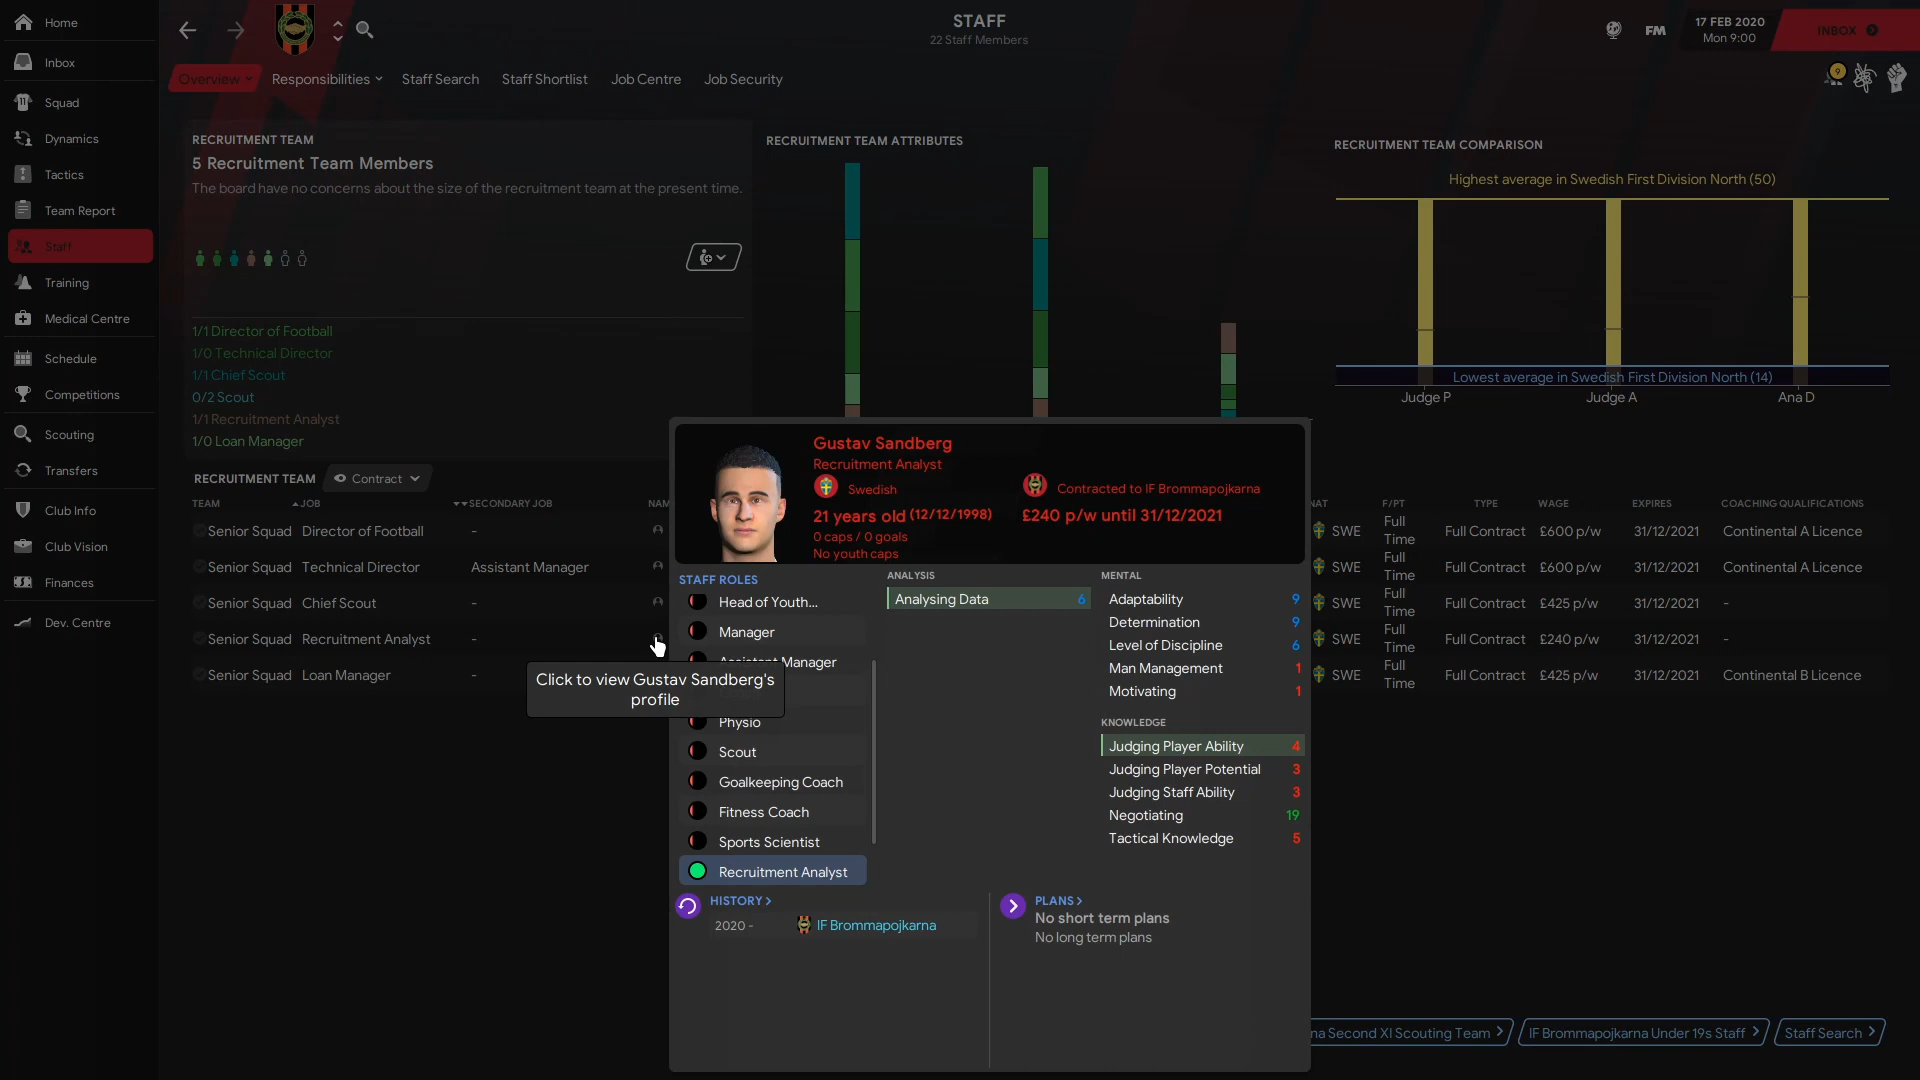 Home
Inbox
Squad
Dynamics
Tactics
Team Report
Staff
Training
Medical Centre
Schedule
Competitions
Scouting
Transfers
Club Info
Club Vision
Finances
Dev. Centre
STAFF
22 Staff Members
FM
17 FEB 2020
Mon 9:00
INBOX
9
Overview
Responsibilities
Staff Search
Staff Shortlist
Job Centre
Job Security
RECRUITMENT TEAM
5 Recruitment Team Members
The board have no concerns about the size of the recruitment team at the present time.
1/1 Director of Football
1/0 Technical Director
1/1 Chief Scout
0/2 Scout
1/1 Recruitment Analyst
1/0 Loan Manager
RECRUITMENT TEAM ATTRIBUTES
RECRUITMENT TEAM COMPARISON
Highest average in Swedish First Division North (50)
Lowest average in Swedish First Division North (14)
Judge P
Judge A
Ana D
RECRUITMENT TEAM
Contract
TEAM JOB SECONDARY JOB NAM
NAT F/PT TYPE WAGE EXPIRES COACHING QUALIFICATIONS
Senior Squad Director of Football -
SWE Full Time Full Contract £600 p/w 31/12/2021 Continental A Licence
Senior Squad Technical Director Assistant Manager
SWE Full Time Full Contract £600 p/w 31/12/2021 Continental A Licence
Senior Squad Chief Scout -
SWE Full Time Full Contract £425 p/w 31/12/2021 -
Senior Squad Recruitment Analyst -
SWE Full Time Full Contract £240 p/w 31/12/2021 -
Senior Squad Loan Manager -
SWE Full Time Full Contract £425 p/w 31/12/2021 Continental B Licence
Click to view Gustav Sandberg's
profile
Gustav Sandberg
Recruitment Analyst
Swedish
21 years old (12/12/1998)
0 caps / 0 goals
No youth caps
Contracted to IF Brommapojkarna
£240 p/w until 31/12/2021
STAFF ROLES
Head of Youth...
Manager
Assistant Manager
Physio
Scout
Goalkeeping Coach
Fitness Coach
Sports Scientist
Recruitment Analyst
ANALYSIS
Analysing Data 6
MENTAL
Adaptability 9
Determination 9
Level of Discipline 6
Man Management 1
Motivating 1
KNOWLEDGE
Judging Player Ability 4
Judging Player Potential 3
Judging Staff Ability 3
Negotiating 19
Tactical Knowledge 5
HISTORY >
2020 - IF Brommapojkarna
PLANS >
No short term plans
No long term plans
na Second XI Scouting Team >
IF Brommapojkarna Under 19s Staff >
Staff Search >